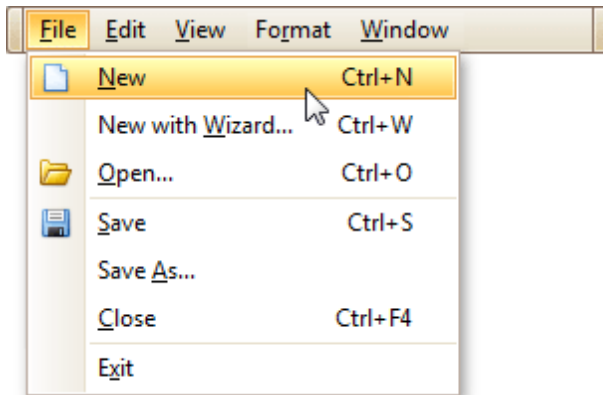 File Edit View Format Window
New Ctrl+N
New with Wizard... Ctrl+W
Open... Ctrl+O
Save Ctrl+S
Save As...
Close Ctrl+F4
Exit